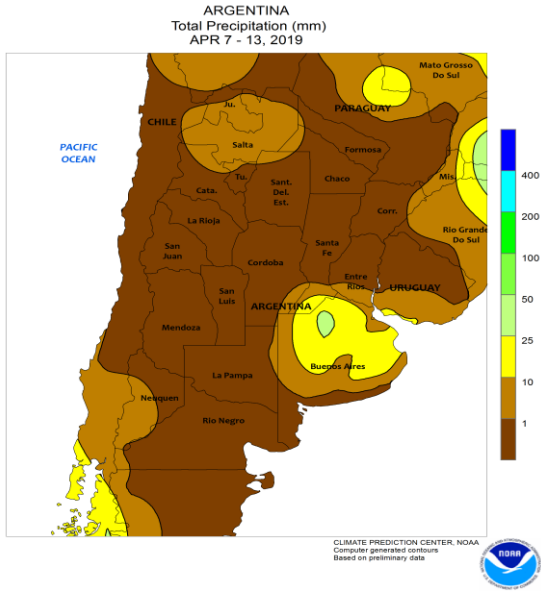 ARGENTINA
Total Precipitation (mm)
APR 7 - 13, 2019
Mato Grosso
Do Sul
Ju.
PARAGUAY
CHILE
PACIFIC
OCEAN
Salta
Formosa
Tu.
Chaco
Mis.
Cata.
Sant.
Del.
Est.
Corr.
La Rioja
Rio Grande
Do Sul
San
Juan
Santa
Fe
Cordoba
Entre
Rios
URUGUAY
San
Luis
ARGENTINA
Mendoza
Buenos Aires
La Pampa
Neuquen
Rio Negro
400
200
100
50
25
10
1
CLIMATE PREDICTION CENTER, NOAA
Computer generated contours
Based on preliminary data
NOAA